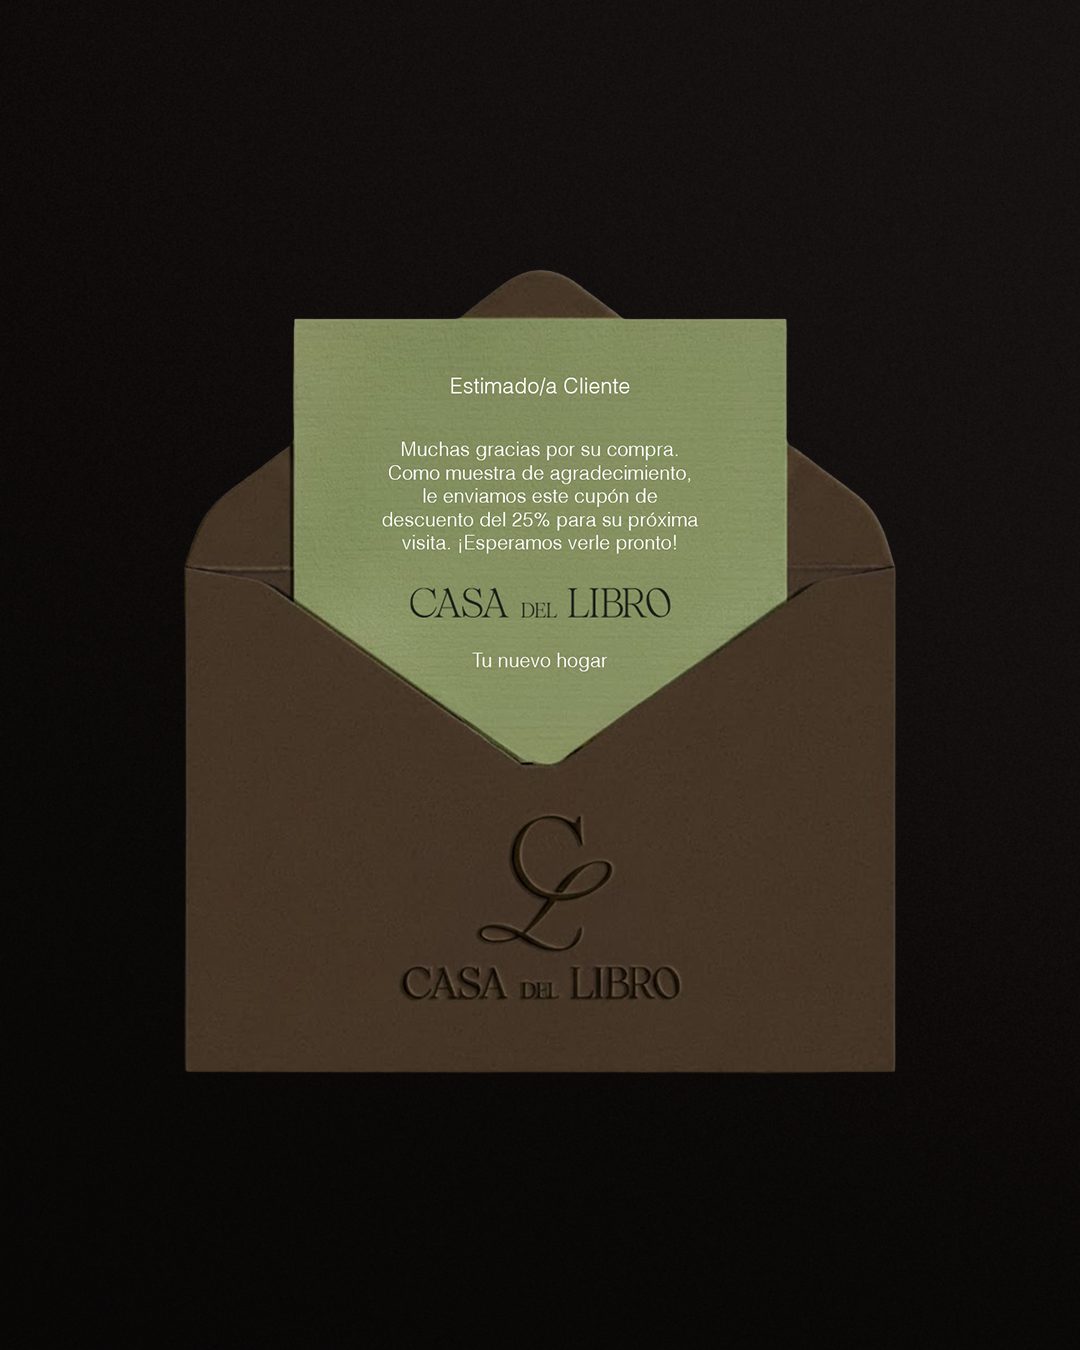 Estimado/a Cliente
Muchas gracias por su compra.
Como muestra de agradecimiento,
le enviamos este cupón de
descuento del 25% para su próxima
visita. ¡Esperamos verle pronto!
CASA DEL LIBRO
Tu nuevo hogar
CL
CASA DEL LIBRO